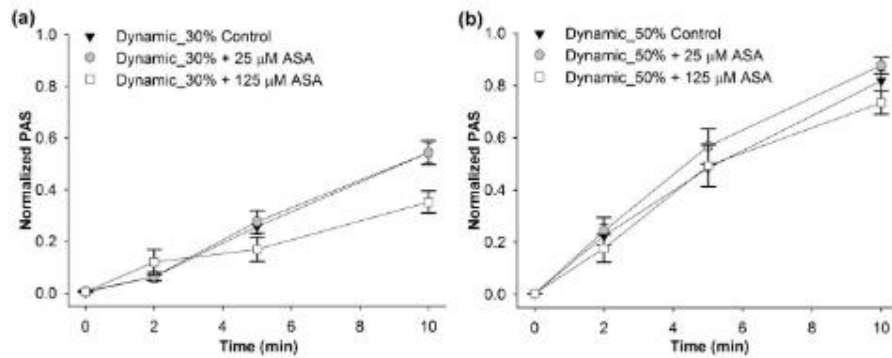 (a)
▼ Dynamic_30% Control
Dynamic_30% + 25 µM ASA
Dynamic_30% + 125 µM ASA
1.0
0.8
0.6
0.4
0.2
0.0
Normalized PAS
0 2 4 6 8 10
Time (min)
(b)
▼ Dynamic_50% Control
Dynamic_50% + 25 µM ASA
Dynamic_50% + 125 µM ASA
1.0
0.8
0.6
0.4
0.2
0.0
Normalized PAS
0 2 4 6 8 10
Time (min)